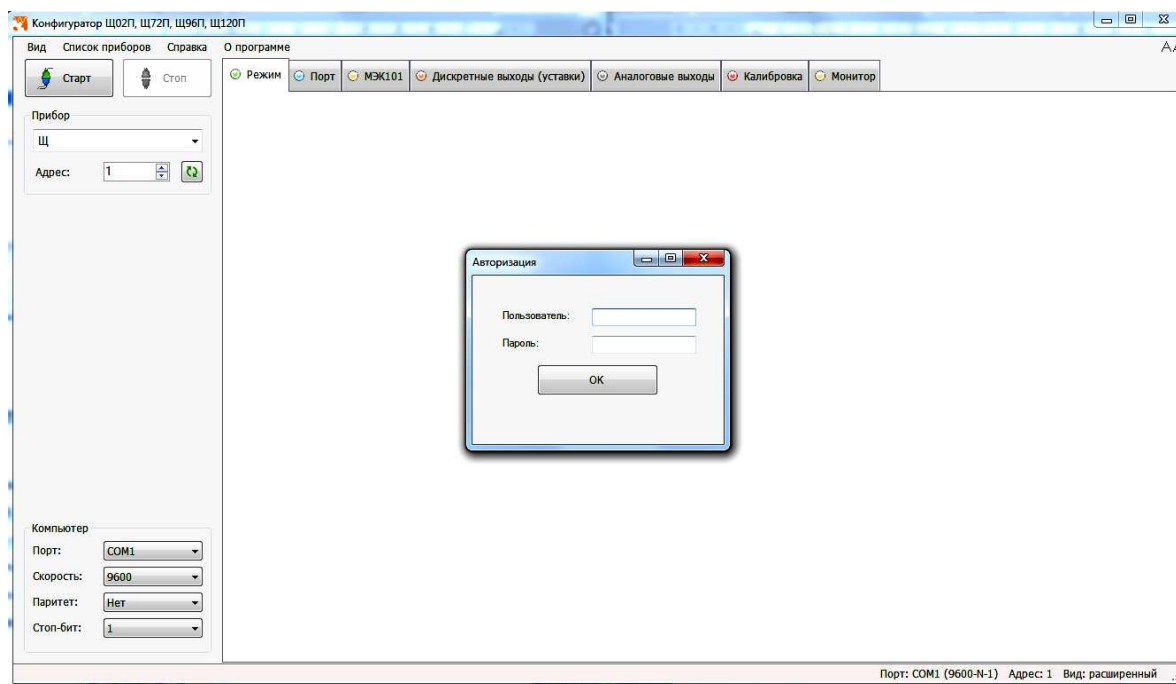 Конфигуратор Щ02П, Щ72П, Щ96П, Щ120П
Вид Список приборов Справка О программе
Старт Стоп
Режим Порт МЭК101 Дискретные выходы (уставки) Аналоговые выходы Калибровка Монитор
Прибор
Щ
Адрес: 1
Авторизация
Пользователь:
Пароль:
OK
Компьютер
Порт: COM1
Скорость: 9600
Паритет: Нет
Стоп-бит: 1
Порт: COM1 (9600-N-1) Адрес: 1 Вид: расширенный